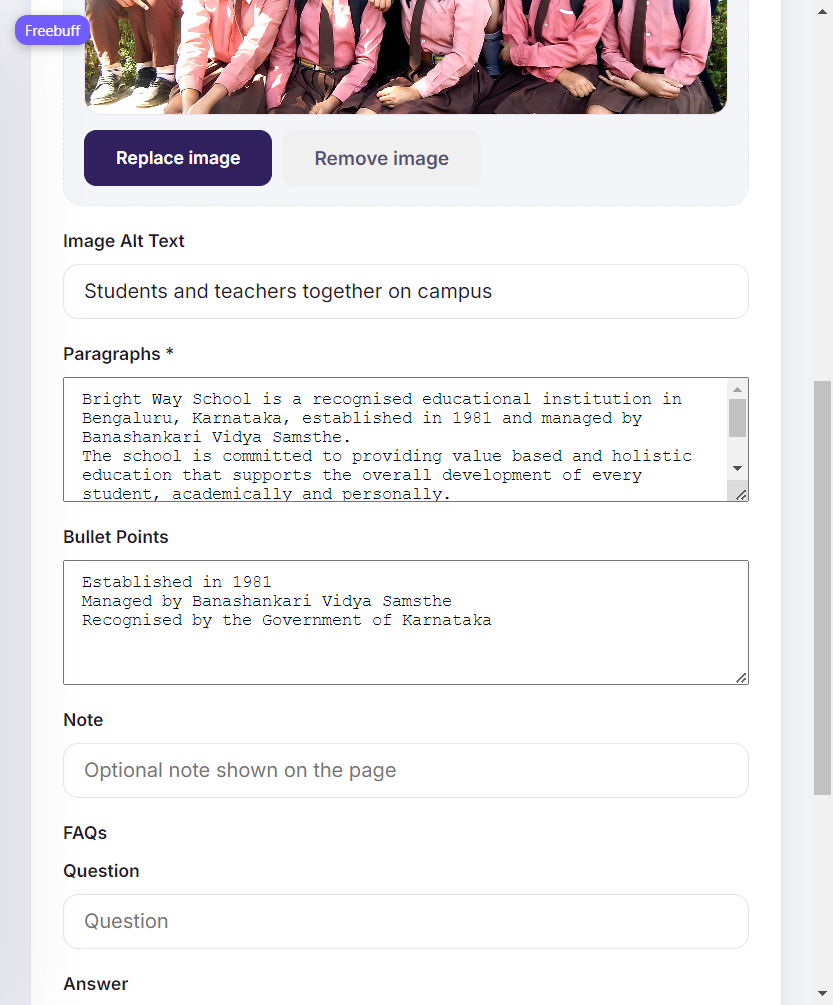 Freebuff
Replace image
Remove image
Image Alt Text
Students and teachers together on campus
Paragraphs *
Bright Way School is a recognised educational institution in
Bengaluru, Karnataka, established in 1981 and managed by
Banashankari Vidya Samsthe.
The school is committed to providing value based and holistic
education that supports the overall development of every
student, academically and personally.
Bullet Points
Established in 1981
Managed by Banashankari Vidya Samsthe
Recognised by the Government of Karnataka
Note
Optional note shown on the page
FAQs
Question
Question
Answer